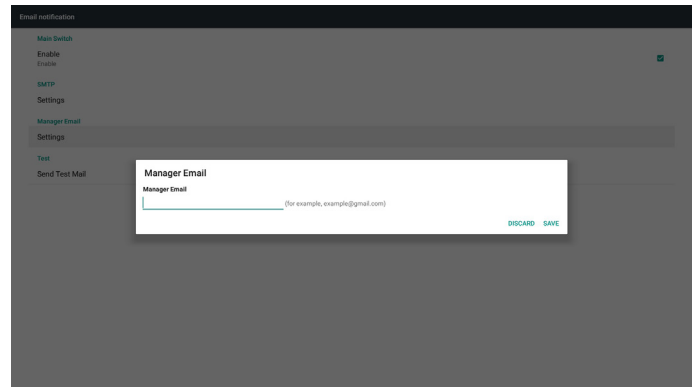 Email notification
Main Switch
Enable
Enable
SMTP
Settings
Manager Email
Settings
Test
Send Test Mail
Manager Email
Manager Email
(for example, example@gmail.com)
DISCARD SAVE